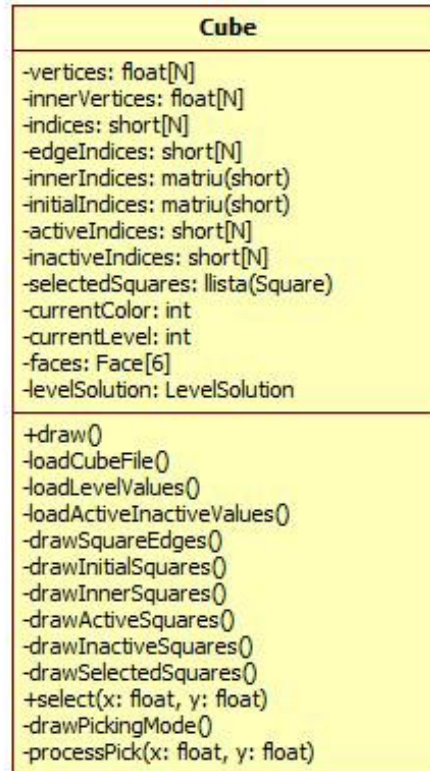 Cube
-vertices: float[N]
-innerVertices: float[N]
-indices: short[N]
-edgeIndices: short[N]
-innerIndices: matriu(short)
-initialIndices: matriu(short)
-activeIndices: short[N]
-inactiveIndices: short[N]
-selectedSquares: llista(Square)
-currentColor: int
-currentLevel: int
-faces: Face[6]
-levelSolution: LevelSolution
+draw()
-loadCubeFile()
-loadLevelValues()
-loadActiveInactiveValues()
-drawSquareEdges()
-drawInitialSquares()
-drawInnerSquares()
-drawActiveSquares()
-drawInactiveSquares()
-drawSelectedSquares()
+select(x: float, y: float)
-drawPickingMode()
-processPick(x: float, y: float)